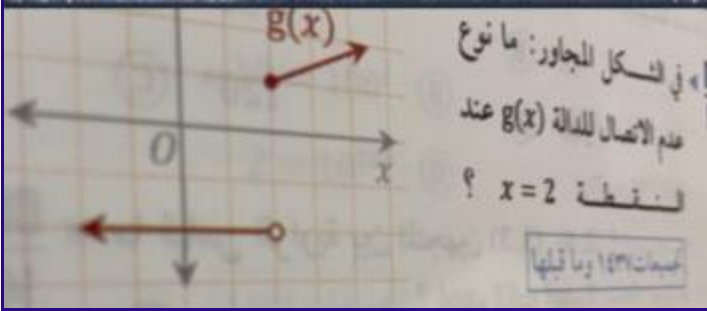 g(x)
في الشكل المجاور: ما نوع
عدم الاتصال للدالة g(x) عند
النقطة x = 2 ؟
O
x